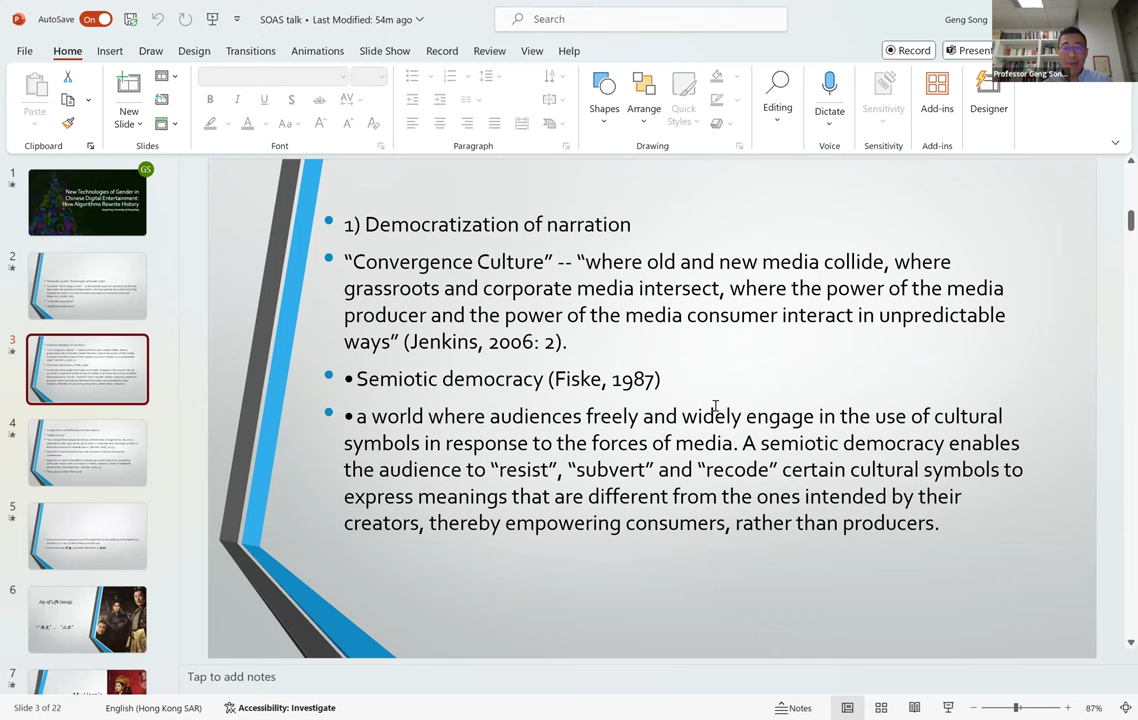 AutoSave On
SOAS talk • Last Modified: 54m ago
Search
Geng Song
File Home Insert Draw Design Transitions Animations Slide Show Record Review View Help
Record
Present
Professor Geng Son...
Paste
New
Slide
Shapes
Arrange
Quick
Styles
Editing
Dictate
Sensitivity
Add-ins
Designer
Clipboard
Slides
Font
Paragraph
Drawing
Voice
Sensitivity
Add-ins
1
GS
New Technologies of Gender in
Chinese Digital Entertainment:
How Algorithms Rewrite History
2
3
4
5
6
Joy of Life (2019)
7
1) Democratization of narration
“Convergence Culture” -- “where old and new media collide, where
grassroots and corporate media intersect, where the power of the media
producer and the power of the media consumer interact in unpredictable
ways” (Jenkins, 2006: 2).
•Semiotic democracy (Fiske, 1987)
•a world where audiences freely and widely engage in the use of cultural
symbols in response to the forces of media. A semiotic democracy enables
the audience to “resist”, “subvert” and “recode” certain cultural symbols to
express meanings that are different from the ones intended by their
creators, thereby empowering consumers, rather than producers.
Tap to add notes
Slide 3 of 22
English (Hong Kong SAR)
Accessibility: Investigate
Notes
87%